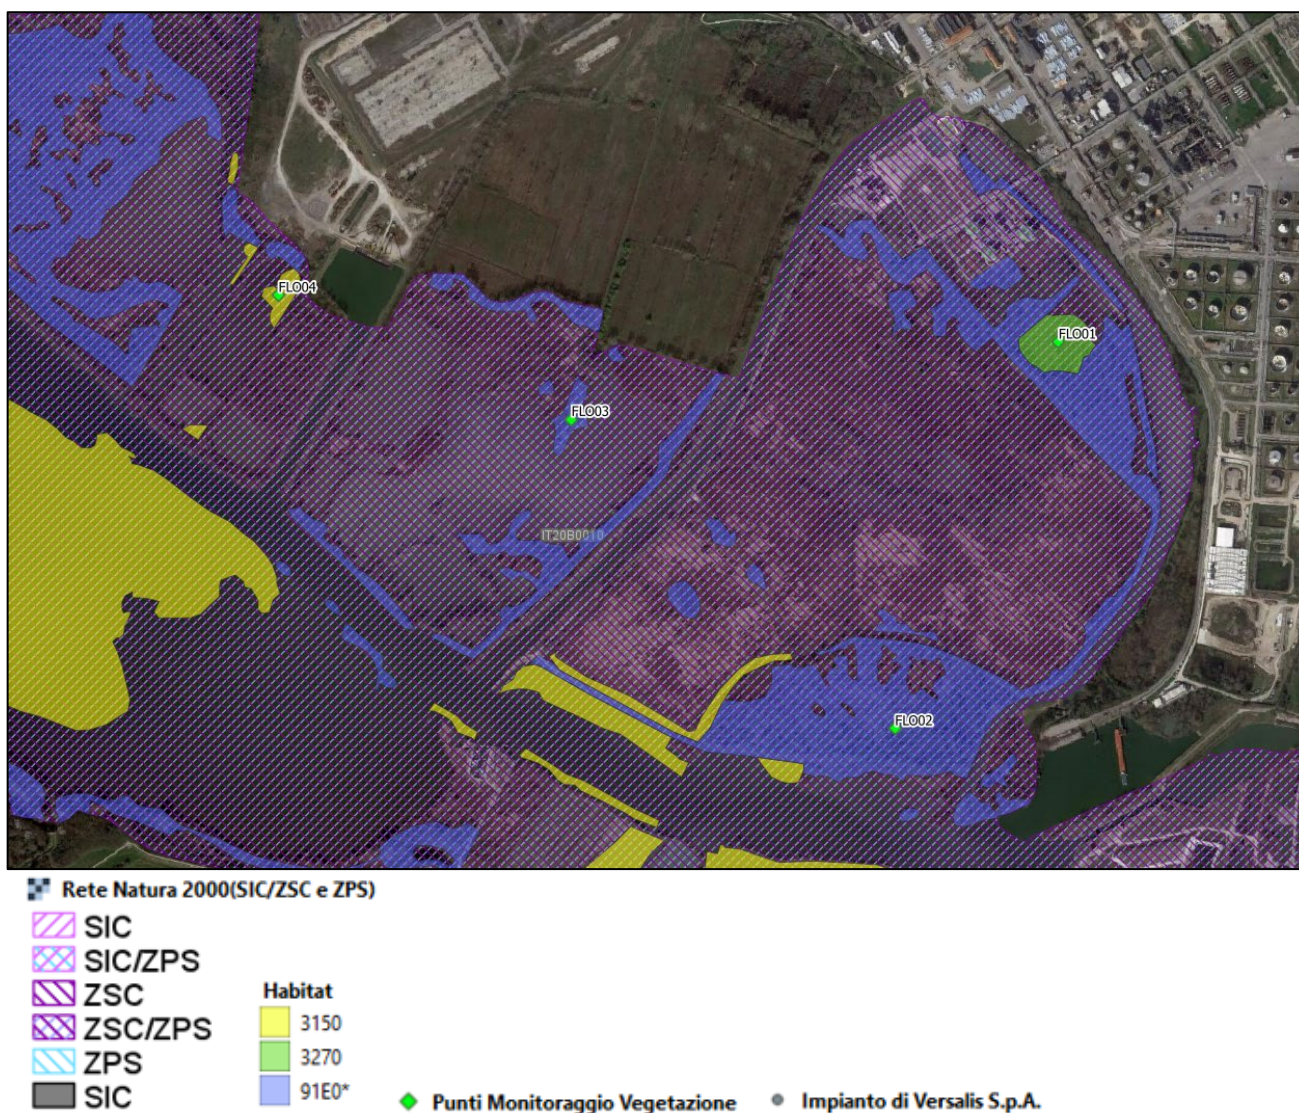 FLO04
FLO01
FLO03
IT20B0010
FLO02
Rete Natura 2000(SIC/ZSC e ZPS)
SIC
SIC/ZPS
ZSC
ZSC/ZPS
ZPS
SIC
Habitat
3150
3270
91E0*
Punti Monitoraggio Vegetazione
Impianto di Versalis S.p.A.